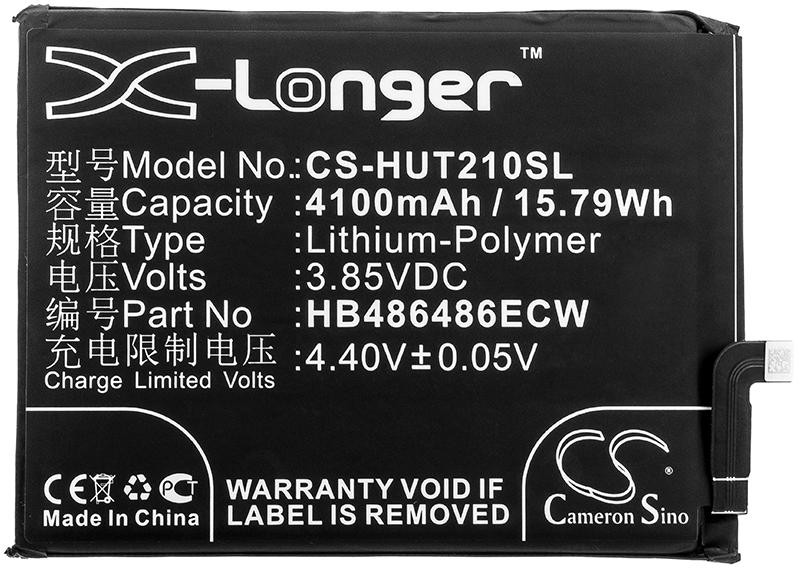 X-Longer™
型号Model No.:CS-HUT210SL
容量Capacity :4100mAh / 15.79Wh
规格Type :Lithium-Polymer
电压Volts :3.85VDC
编号Part No :HB486486ECW
充电限制电压 :4.40V±0.05V
Charge Limited Volts
CE PCT
Made In China
WARRANTY VOID IF
LABEL IS REMOVED
CS®
Cameron Sino